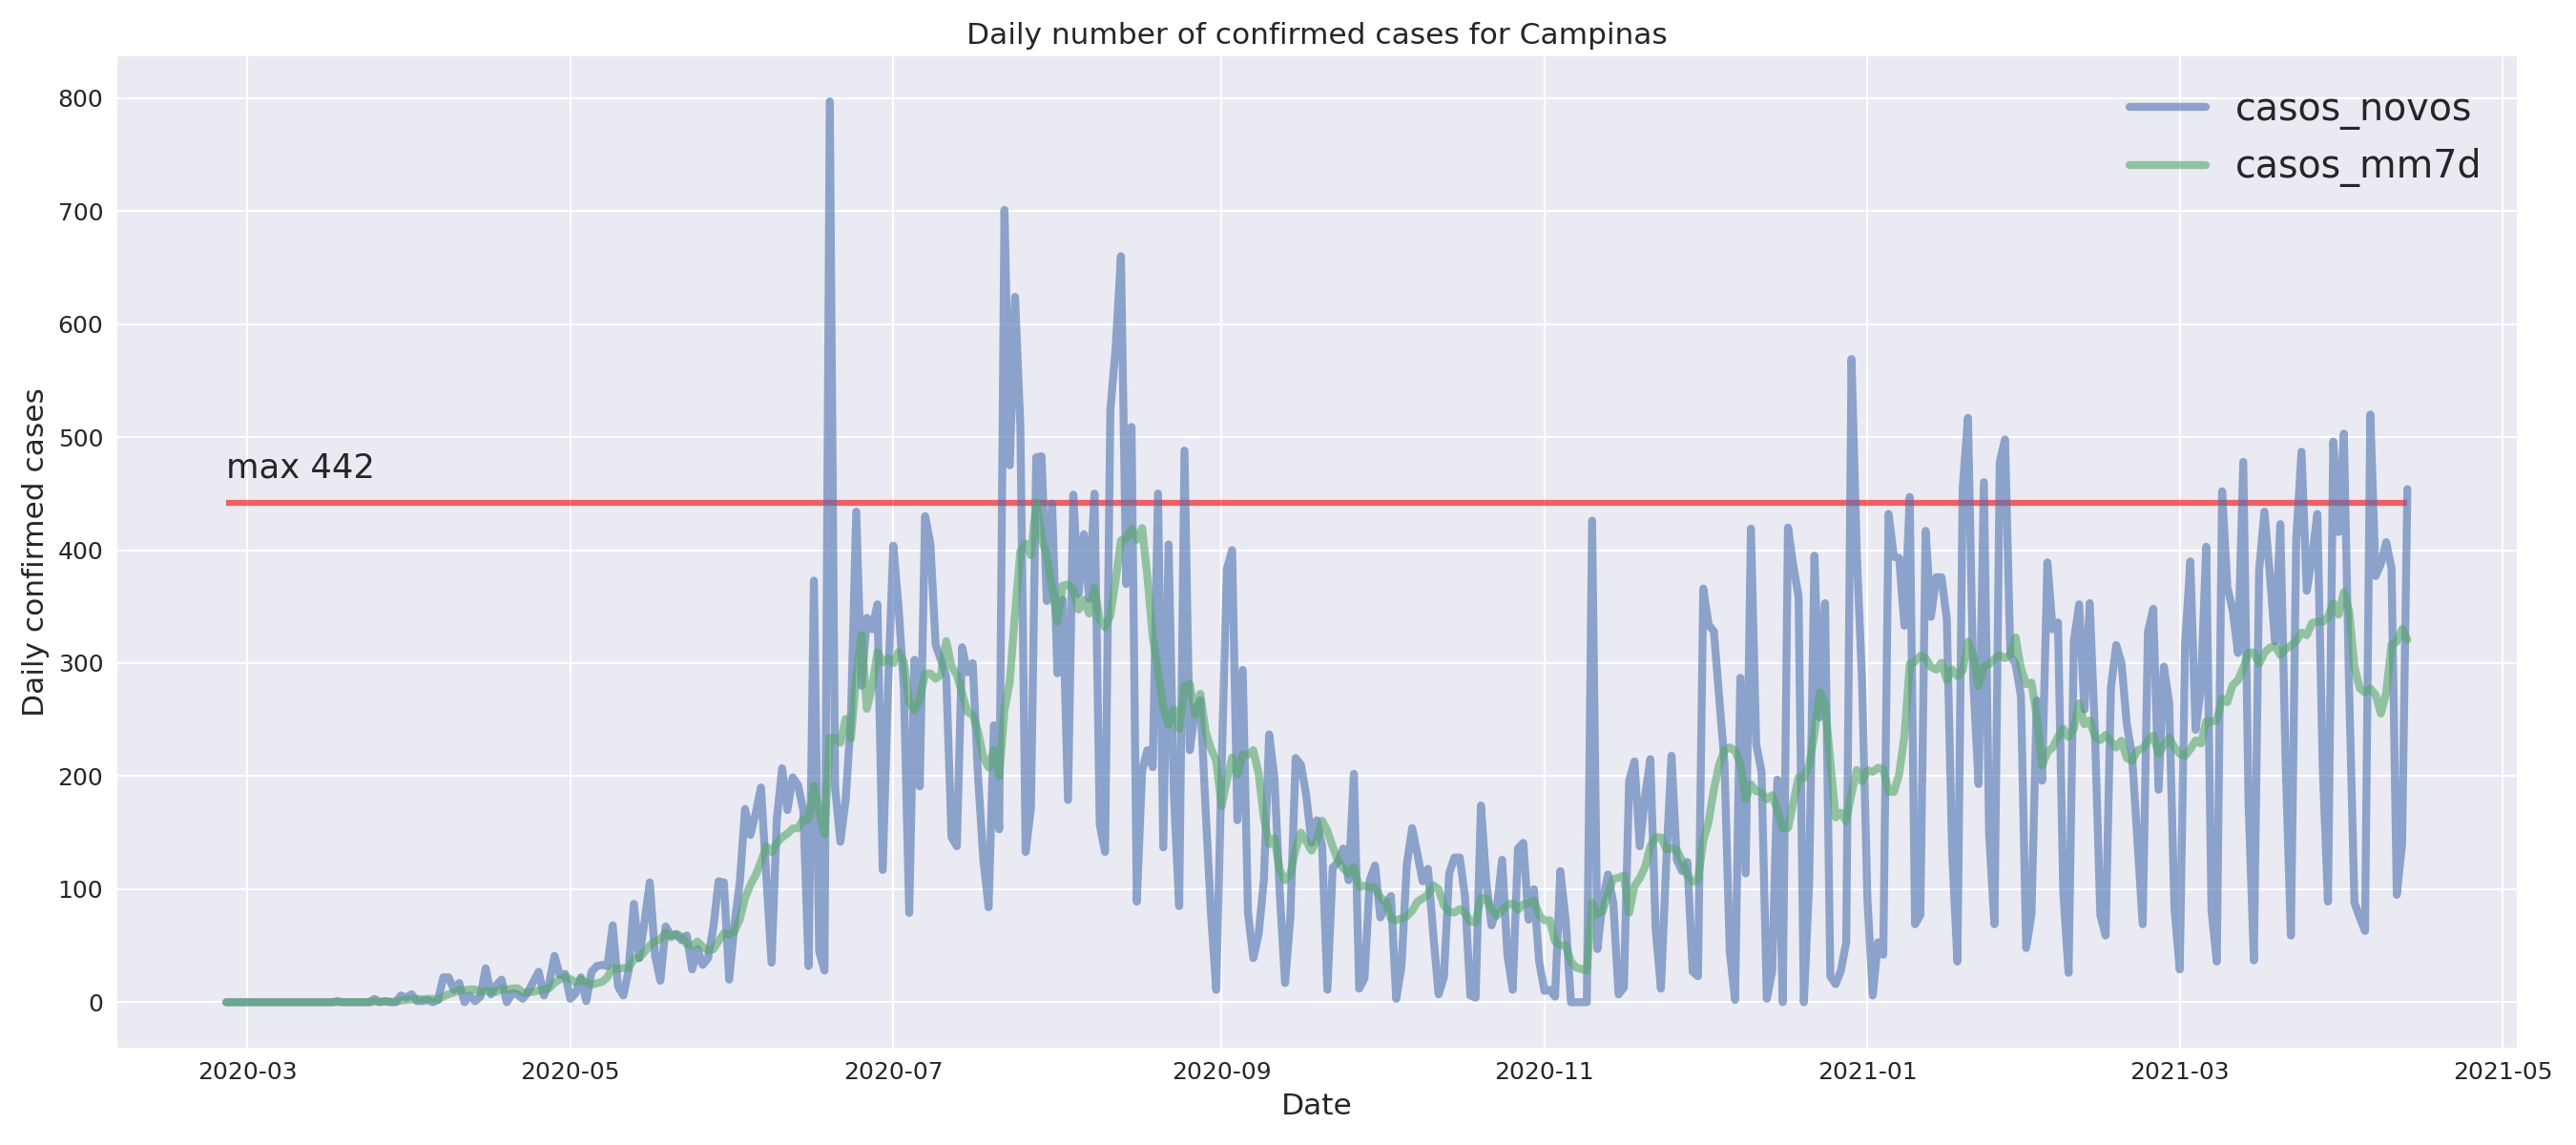 Daily number of confirmed cases for Campinas
casos_novos
casos_mm7d
800
700
600
500
400
300
200
100
0
Daily confirmed cases
max 442
2020-03 2020-05 2020-07 2020-09 2020-11 2021-01 2021-03 2021-05
Date